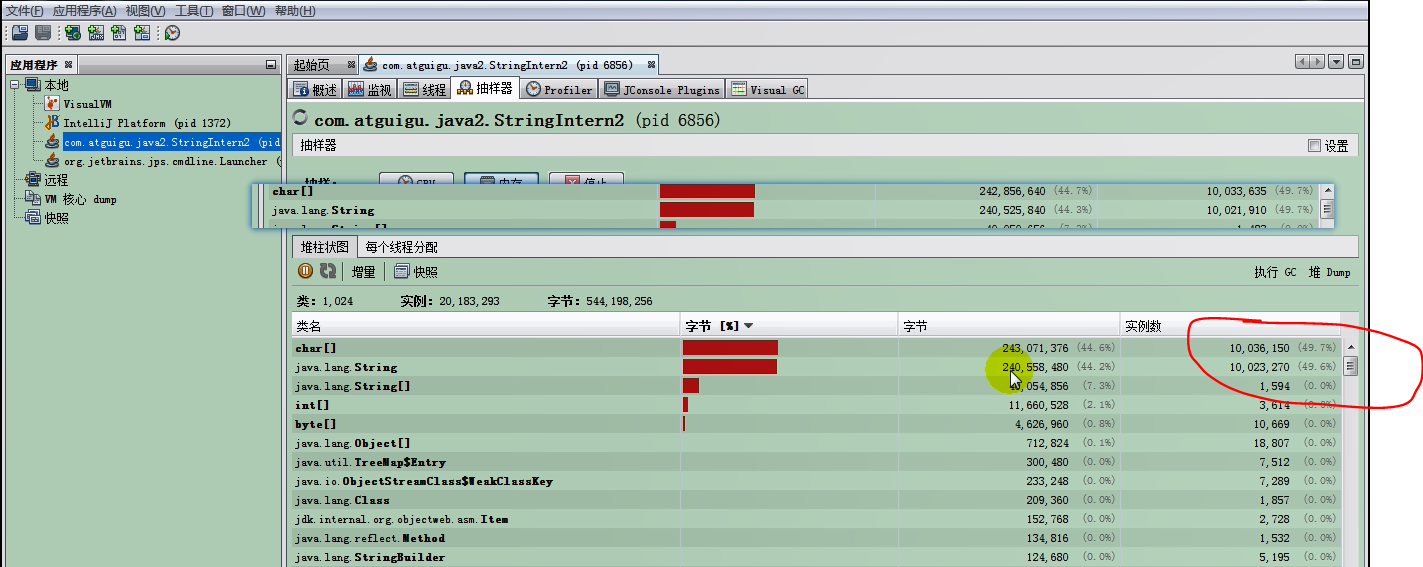 文件(F) 应用程序(A) 视图(V) 工具(T) 窗口(W) 帮助(H)
应用程序
本地
VisualVM
IntelliJ Platform (pid 1372)
com.atguigu.java2.StringIntern2 (pid
org.jetbrains.jps.cmdline.Launcher (
远程
VM 核心 dump
快照
起始页 com.atguigu.java2.StringIntern2 (pid 6856)
概述 监视 线程 抽样器 Profiler JConsole Plugins Visual GC
com.atguigu.java2.StringIntern2 (pid 6856)
抽样器 设置
抽样: CPU 内存 停止
char[] 242,856,640 (44.7%) 10,033,635 (49.7%)
java.lang.String 240,525,840 (44.3%) 10,021,910 (49.7%)
堆柱状图 每个线程分配
增量 快照 执行 GC 堆 Dump
类: 1,024 实例: 20,183,293 字节: 544,198,256
类名 字节 [%] 字节 实例数
char[] 243,071,376 (44.6%) 10,036,150 (49.7%)
java.lang.String 240,558,480 (44.2%) 10,023,270 (49.6%)
java.lang.String[] 40,054,856 (7.3%) 1,594 (0.0%)
int[] 11,660,528 (2.1%) 3,614 (0.0%)
byte[] 4,626,960 (0.8%) 10,669 (0.0%)
java.lang.Object[] 712,824 (0.1%) 18,807 (0.0%)
java.util.TreeMap$Entry 300,480 (0.0%) 7,512 (0.0%)
java.io.ObjectStreamClass$WeakClassKey 233,248 (0.0%) 7,289 (0.0%)
java.lang.Class 209,360 (0.0%) 1,857 (0.0%)
jdk.internal.org.objectweb.asm.Item 152,768 (0.0%) 2,728 (0.0%)
java.lang.reflect.Method 134,816 (0.0%) 1,532 (0.0%)
java.lang.StringBuilder 124,680 (0.0%) 5,195 (0.0%)